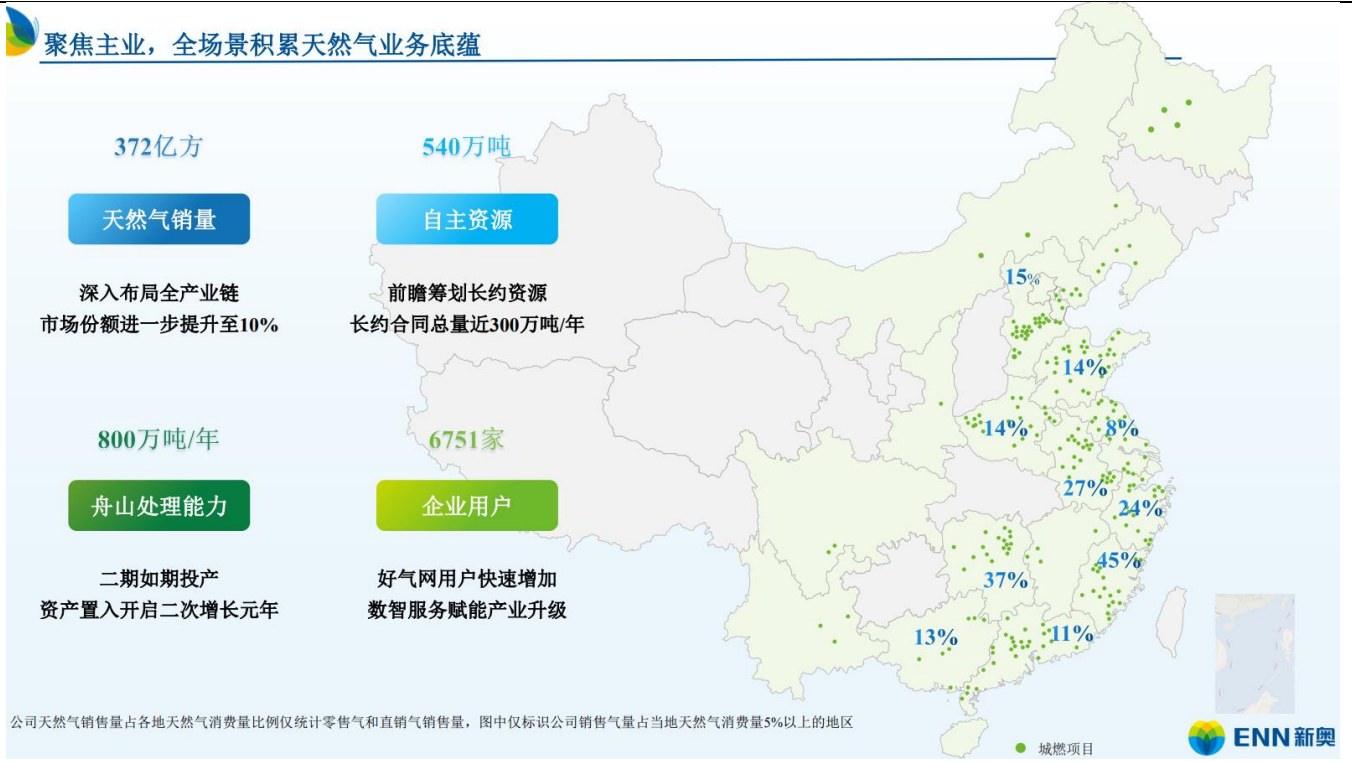 聚焦主业，全场景积累天然气业务底蕴
372亿方
540万吨
天然气销量
自主资源
深入布局全产业链
市场份额进一步提升至10%
前瞻筹划长约资源
长约合同总量近300万吨/年
800万吨/年
6751家
舟山处理能力
企业用户
二期如期投产
资产置入开启二次增长元年
好气网用户快速增加
数智服务赋能产业升级
15%
14%
14%
8%
27%
24%
45%
37%
13%
11%
公司天然气销售量占各地天然气消费量比例仅统计零售气和直销气销售量，图中仅标识公司销售气量占当地天然气消费量5%以上的地区
城燃项目
ENN新奥